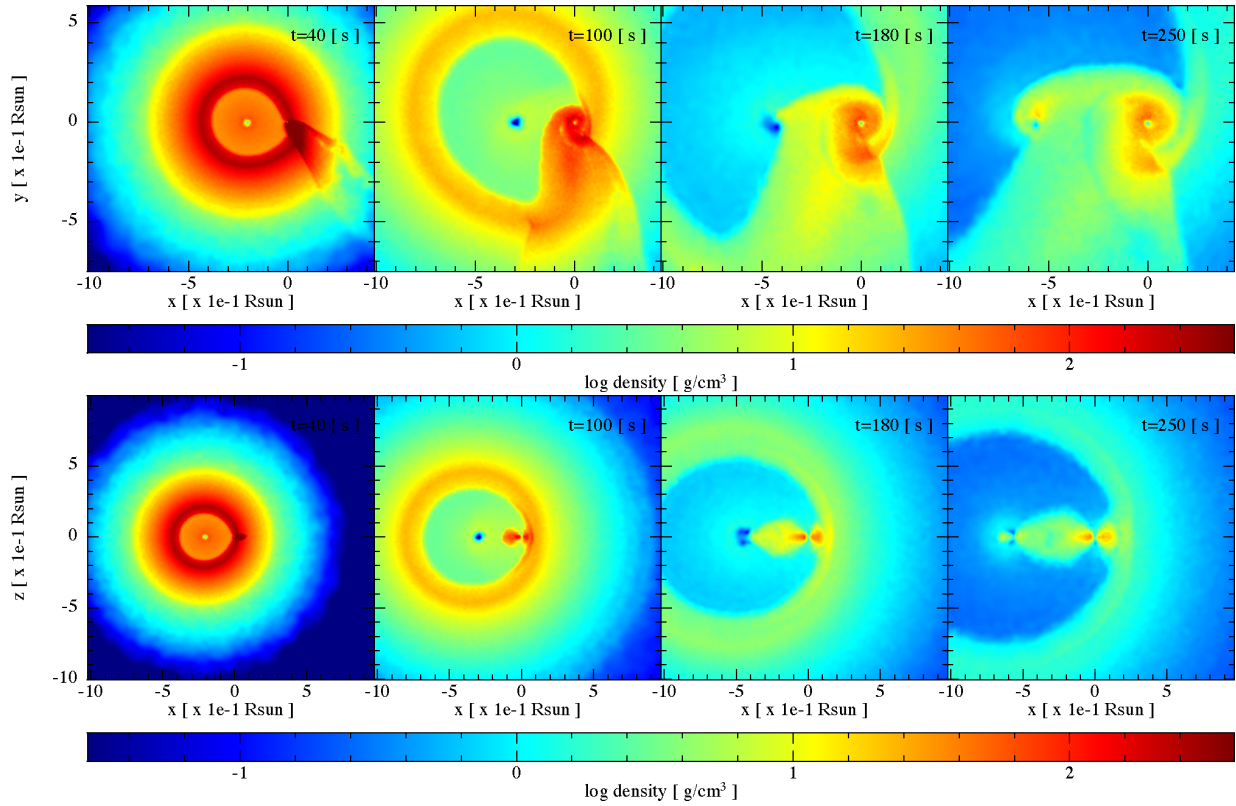 t=40 [ s ] t=100 [ s ] t=180 [ s ] t=250 [ s ]
5
0
-5
y [ x 1e-1 Rsun ]
-10 -5 0 -10 -5 0 -10 -5 0 -10 -5 0
x [ x 1e-1 Rsun ] x [ x 1e-1 Rsun ] x [ x 1e-1 Rsun ] x [ x 1e-1 Rsun ]
-1 0 1 2
log density [ g/cm³ ]
t=40 [ s ] t=100 [ s ] t=180 [ s ] t=250 [ s ]
5
0
-5
-10
z [ x 1e-1 Rsun ]
-10 -5 0 5 -10 -5 0 5 -10 -5 0 5 -10 -5 0 5
x [ x 1e-1 Rsun ] x [ x 1e-1 Rsun ] x [ x 1e-1 Rsun ] x [ x 1e-1 Rsun ]
-1 0 1 2
log density [ g/cm³ ]